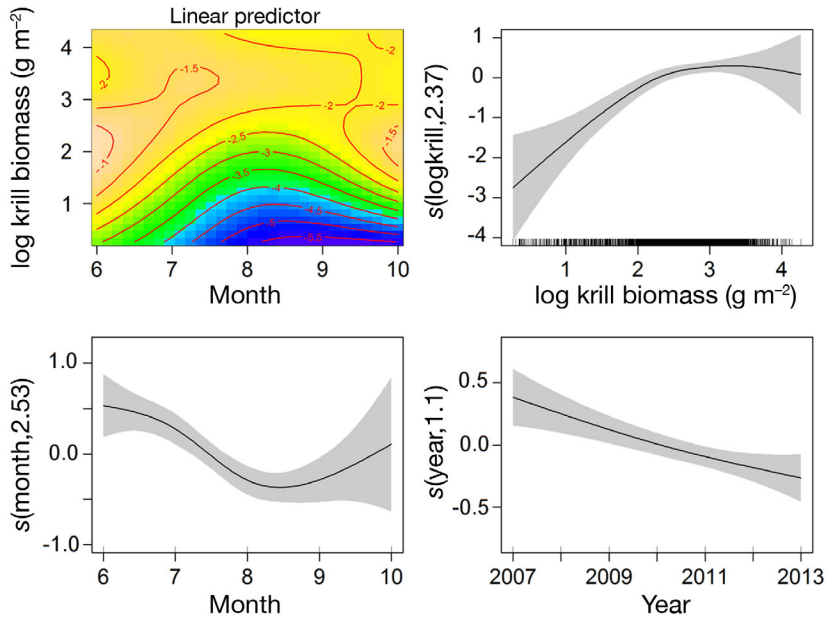 Linear predictor
log krill biomass (g m⁻²)
4
3
2
1
-2
-1.5
-2
-2
-1.5
-1
-2.5
-3
-3.5
-4
-4.5
-5
-5.5
6 7 8 9 10
Month
s(logkrill,2.37)
1
0
-1
-2
-3
-4
1 2 3 4
log krill biomass (g m⁻²)
s(month,2.53)
1.0
0.0
-1.0
6 7 8 9 10
Month
s(year,1.1)
0.5
0.0
-0.5
2007 2009 2011 2013
Year